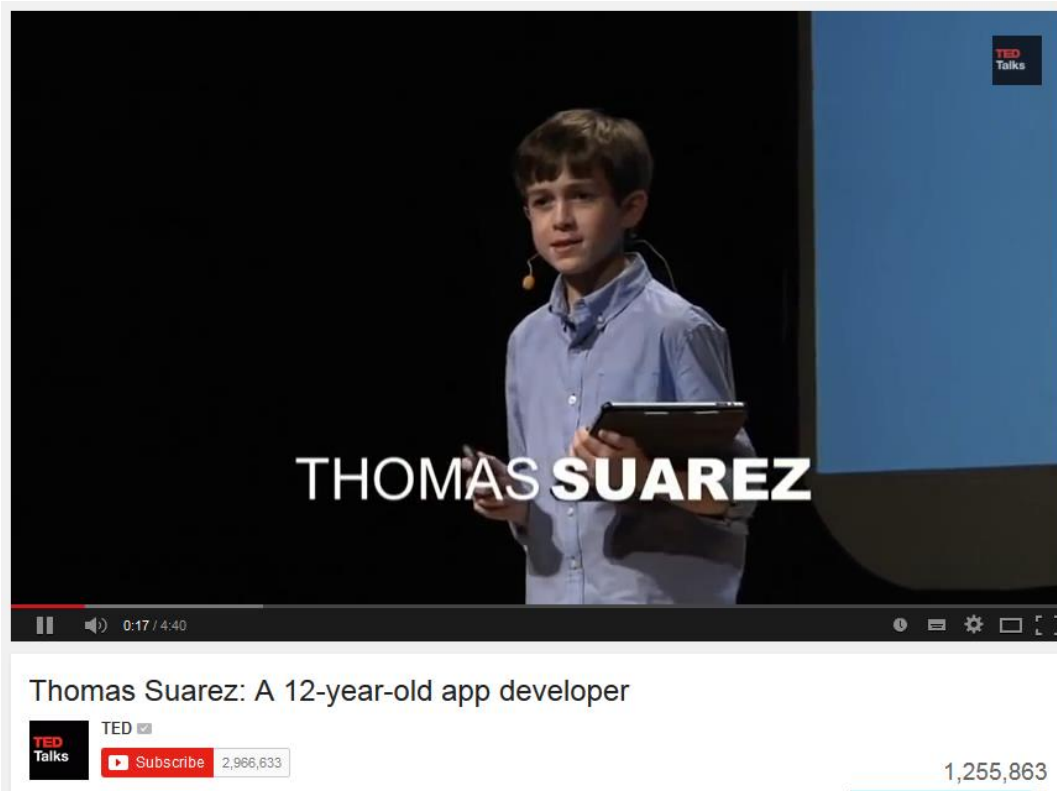 TED
Talks
THOMAS SUAREZ
0:17 / 4:40
Thomas Suarez: A 12-year-old app developer
TED
Talks
TED
Subscribe 2,966,633
1,255,863